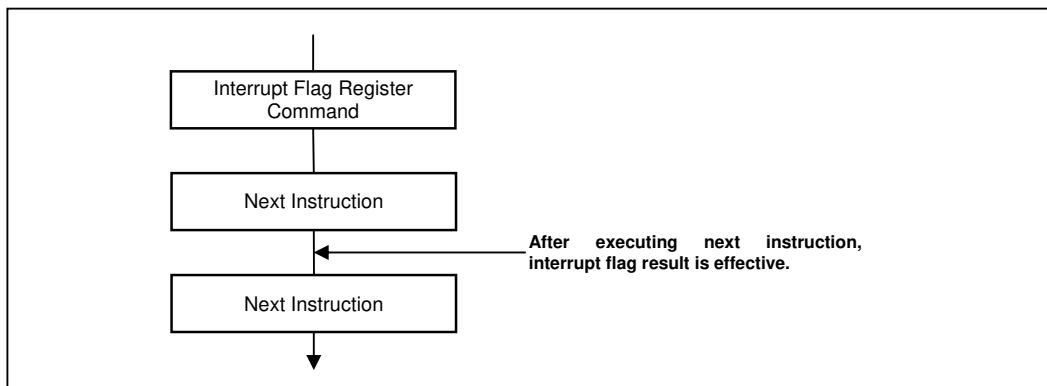 Interrupt Flag Register
Command
Next Instruction
After executing next instruction,
interrupt flag result is effective.
Next Instruction